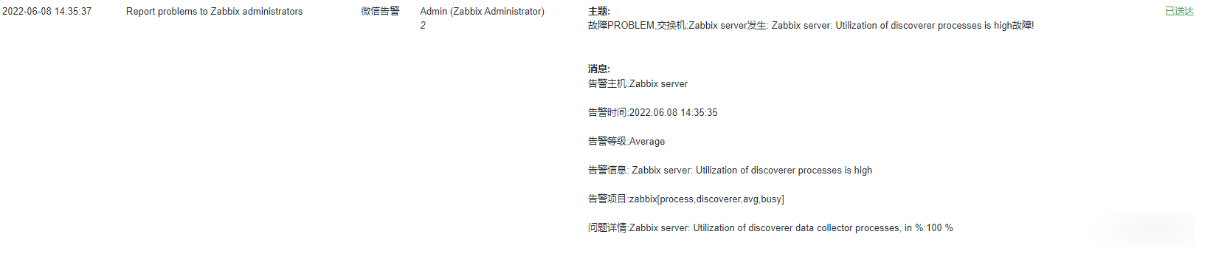 2022-06-08 14:35:37 Report problems to Zabbix administrators 微信告警 Admin (Zabbix Administrator) 主题: 已送达
2 故障PROBLEM,交换机:Zabbix server发生: Zabbix server: Utilization of discoverer processes is high故障!
消息:
告警主机:Zabbix server
告警时间:2022.06.08 14:35:35
告警等级:Average
告警信息: Zabbix server: Utilization of discoverer processes is high
告警项目:zabbix[process,discoverer,avg,busy]
问题详情:Zabbix server: Utilization of discoverer data collector processes, in %:100 %